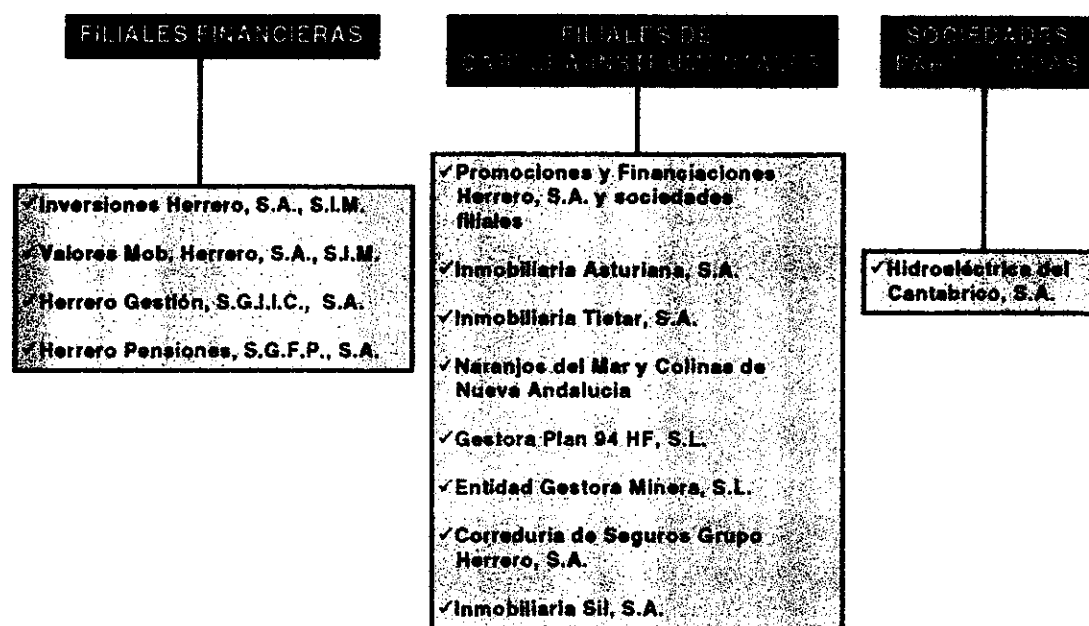 FILIALES FINANCIERAS
✓Inversiones Herrero, S.A., S.I.M.
✓Valores Mob. Herrero, S.A., S.I.M.
✓Herrero Gestión, S.G.I.I.C., S.A.
✓Herrero Pensiones, S.G.F.P., S.A.
FILIALES DE
✓Promociones y Financiaciones
Herrero, S.A. y sociedades
filiales
✓Inmobiliaria Asturiana, S.A.
✓Inmobiliaria Tietar, S.A.
✓Naranjos del Mar y Colinas de
Nueva Andalucia
✓Gestora Plan 94 HF, S.L.
✓Entidad Gestora Minera, S.L.
✓Correduria de Seguros Grupo
Herrero, S.A.
✓Inmobiliaria Sil, S.A.
SOCIEDADES
✓Hidroeléctrica del
Cantabrico, S.A.